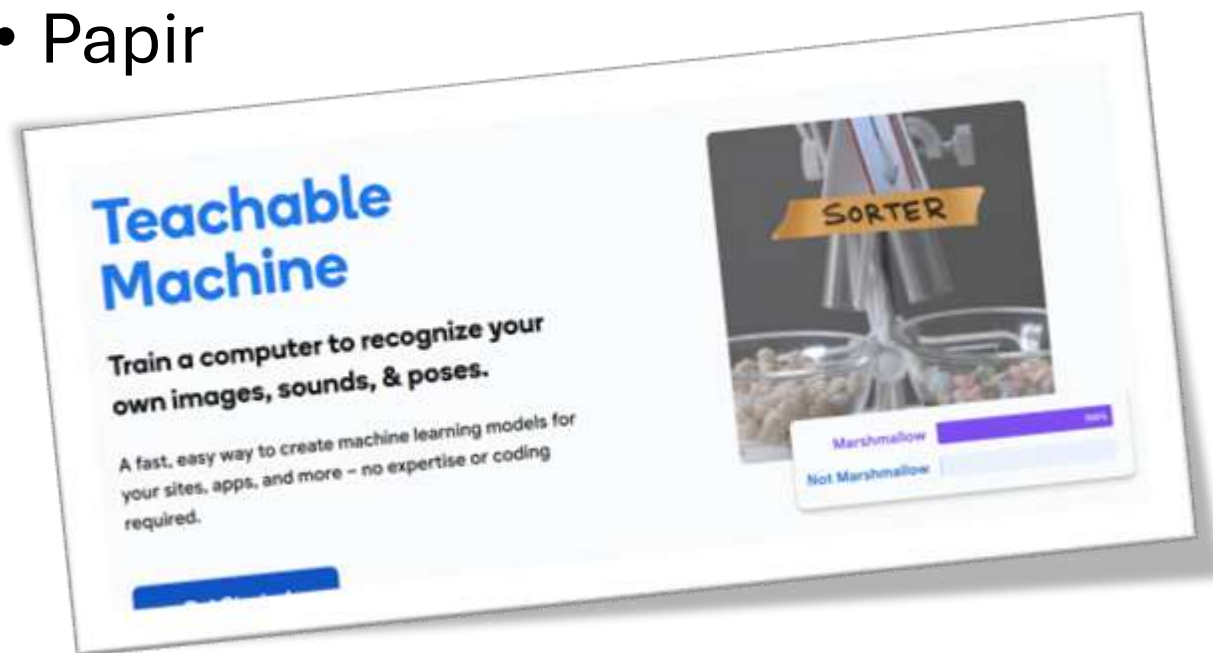 • Papir
Teachable
Machine
Train a computer to recognize your
own images, sounds, & poses.
A fast, easy way to create machine learning models for
your sites, apps, and more – no expertise or coding
required.
SORTER
Marshmallow
Not Marshmallow